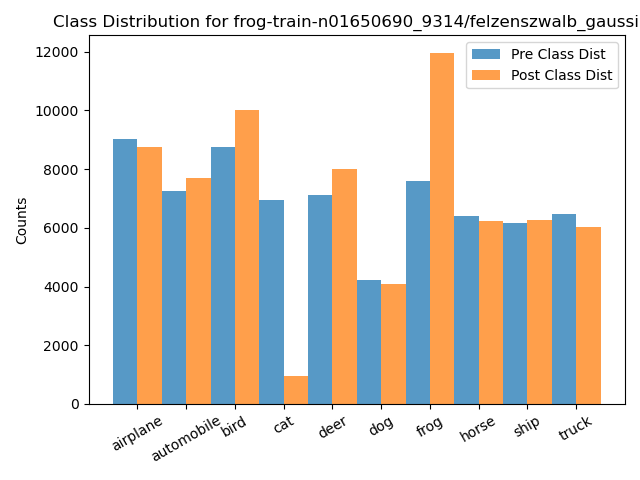 Class Distribution for frog-train-n01650690_9314/felzenszwalb_gaussi
Pre Class Dist
Post Class Dist
Counts
12000
10000
8000
6000
4000
2000
0
airplane
automobile
bird
cat
deer
dog
frog
horse
ship
truck